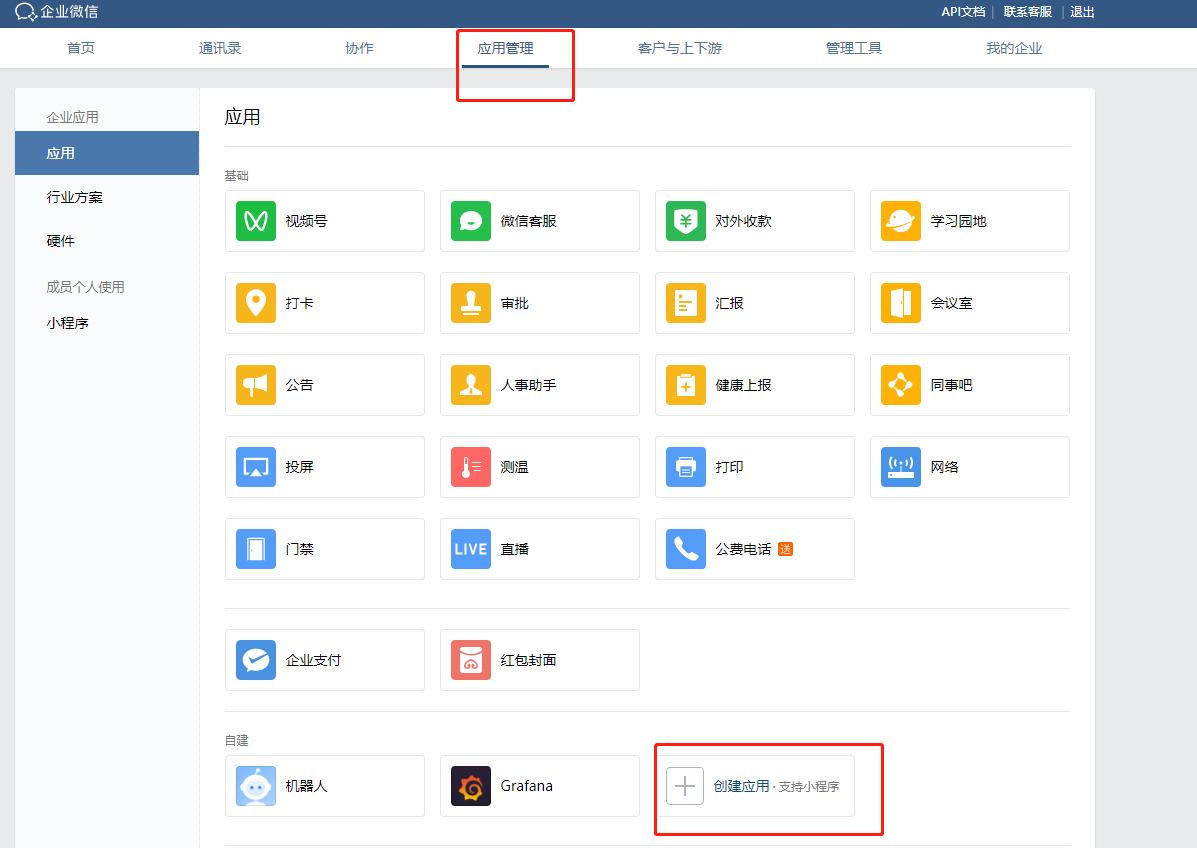 企业微信
API文档 | 联系客服 | 退出
首页 通讯录 协作 应用管理 客户与上下游 管理工具 我的企业
企业应用
应用
行业方案
硬件
成员个人使用
小程序
应用
基础
视频号 微信客服 对外收款 学习园地
打卡 审批 汇报 会议室
公告 人事助手 健康上报 同事吧
投屏 测温 打印 网络
门禁 LIVE 直播 公费电话 送
企业支付 红包封面
自建
机器人 Grafana 创建应用 · 支持小程序